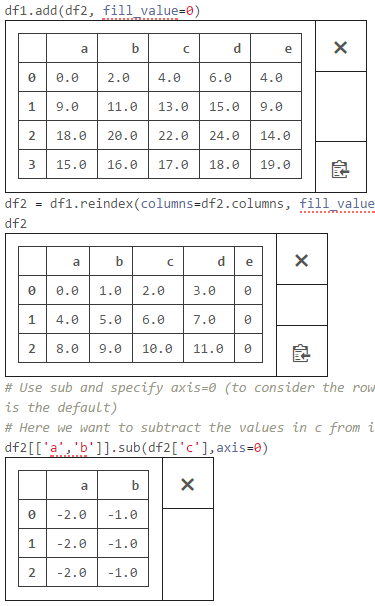 df1.add(df2, fill_value=0)
a b c d e
0 0.0 2.0 4.0 6.0 4.0
1 9.0 11.0 13.0 15.0 9.0
2 18.0 20.0 22.0 24.0 14.0
3 15.0 16.0 17.0 18.0 19.0
df2 = df1.reindex(columns=df2.columns, fill_value
df2
a b c d e
0 0.0 1.0 2.0 3.0 0
1 4.0 5.0 6.0 7.0 0
2 8.0 9.0 10.0 11.0 0
# Use sub and specify axis=0 (to consider the row
is the default)
# Here we want to subtract the values in c from i
df2[['a','b']].sub(df2['c'],axis=0)
a b
0 -2.0 -1.0
1 -2.0 -1.0
2 -2.0 -1.0